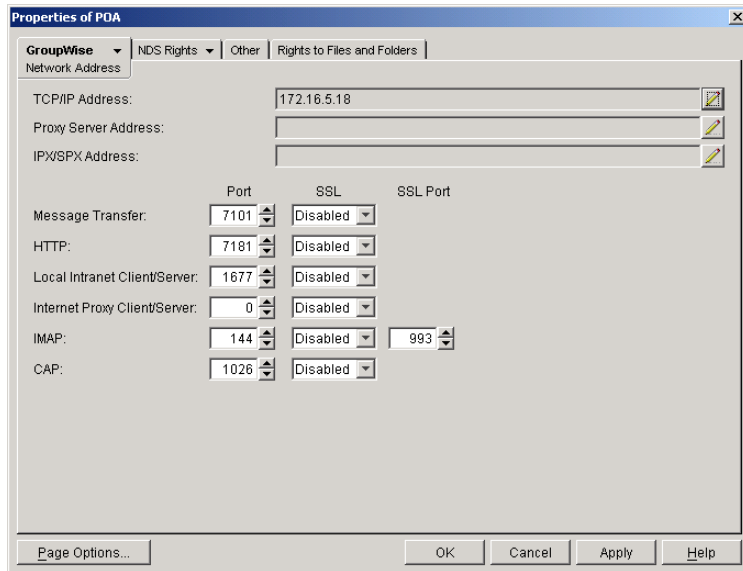 Properties of POA
GroupWise NDS Rights Other Rights to Files and Folders
Network Address
TCP/IP Address: 172.16.5.18
Proxy Server Address:
IPX/SPX Address:
Port SSL SSL Port
Message Transfer: 7101 Disabled
HTTP: 7181 Disabled
Local Intranet Client/Server: 1677 Disabled
Internet Proxy Client/Server: 0 Disabled
IMAP: 144 Disabled 993
CAP: 1026 Disabled
Page Options... OK Cancel Apply Help